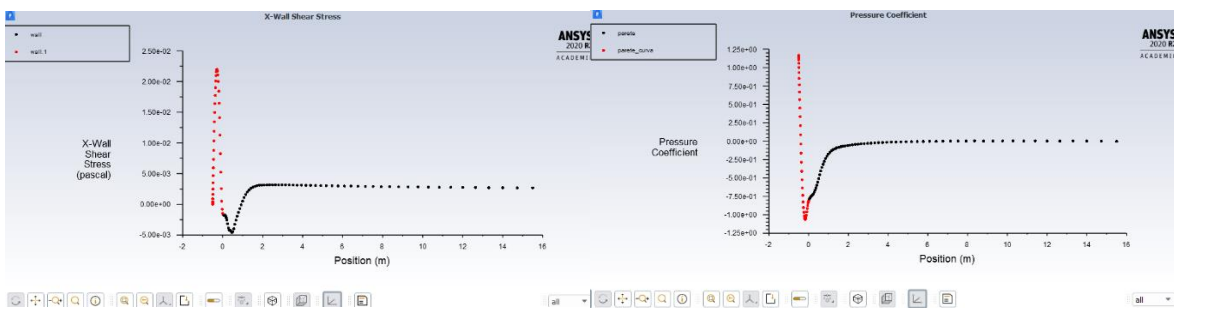 X-Wall Shear Stress
wall
wall.1
ANSYS
2020 R
ACADEMI
2.50e-02
2.00e-02
1.50e-02
1.00e-02
5.00e-03
0.00e+00
-5.00e-03
X-Wall
Shear
Stress
(pascal)
-2 0 2 4 6 8 10 12 14 16
Position (m)
all
Pressure Coefficient
parete
parete_curva
ANSYS
2020 R
ACADEMI
1.25e+00
1.00e+00
7.50e-01
5.00e-01
2.50e-01
0.00e+00
-2.50e-01
-5.00e-01
-7.50e-01
-1.00e+00
-1.25e+00
Pressure
Coefficient
-2 0 2 4 6 8 10 12 14 16
Position (m)
all